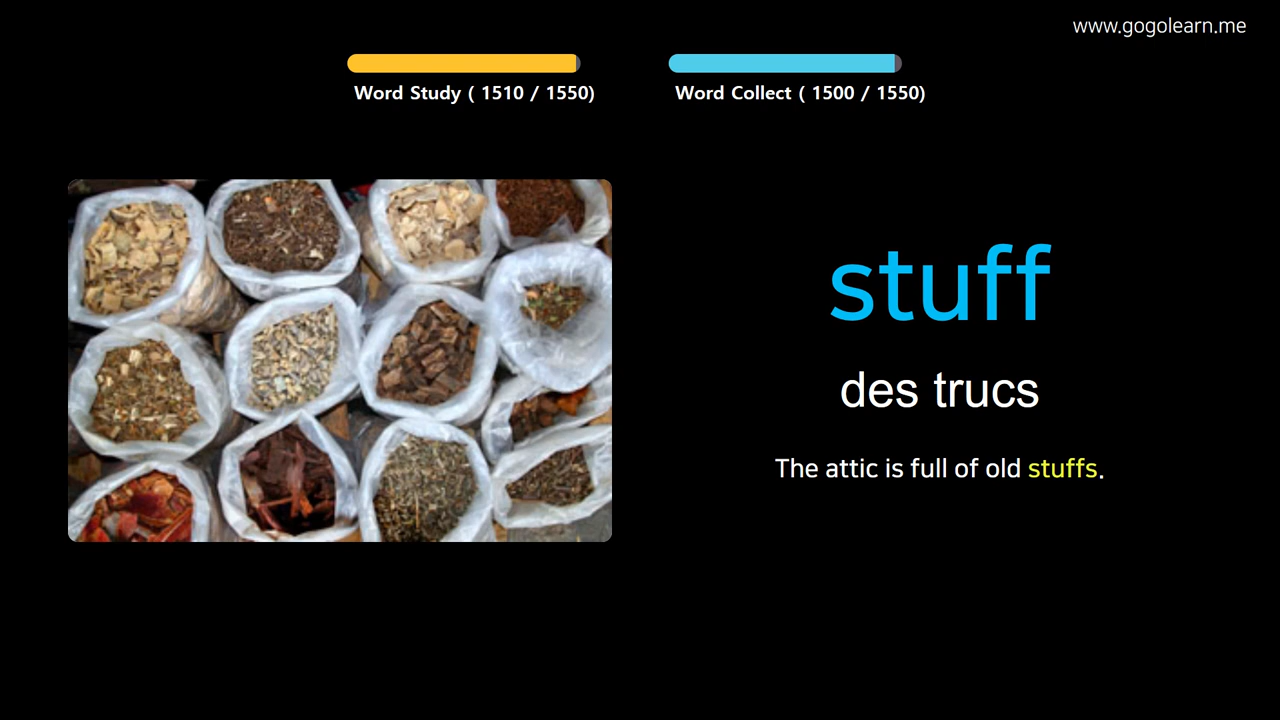 www.gogolearn.me
Word Study ( 1510 / 1550)
Word Collect ( 1500 / 1550)
stuff
des trucs
The attic is full of old stuffs.